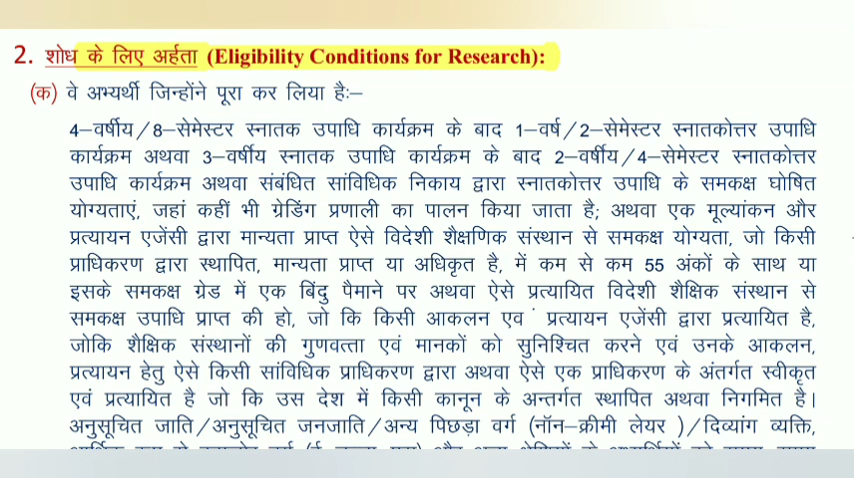 2. शोध के लिए अर्हता (Eligibility Conditions for Research):
(क) वे अभ्यर्थी जिन्होंने पूरा कर लिया हैः–
4–वर्षीय/8–सेमेस्टर स्नातक उपाधि कार्यक्रम के बाद 1–वर्ष/2–सेमेस्टर स्नातकोत्तर उपाधि
कार्यक्रम अथवा 3–वर्षीय स्नातक उपाधि कार्यक्रम के बाद 2–वर्षीय/4–सेमेस्टर स्नातकोत्तर
उपाधि कार्यक्रम अथवा संबंधित सांविधिक निकाय द्वारा स्नातकोत्तर उपाधि के समकक्ष घोषित
योग्यताएं, जहां कहीं भी ग्रेडिंग प्रणाली का पालन किया जाता है; अथवा एक मूल्यांकन और
प्रत्यायन एजेंसी द्वारा मान्यता प्राप्त ऐसे विदेशी शैक्षणिक संस्थान से समकक्ष योग्यता, जो किसी
प्राधिकरण द्वारा स्थापित, मान्यता प्राप्त या अधिकृत है, में कम से कम 55 अंकों के साथ या
इसके समकक्ष ग्रेड में एक बिंदु पैमाने पर अथवा ऐसे प्रत्यायित विदेशी शैक्षिक संस्थान से
समकक्ष उपाधि प्राप्त की हो, जो कि किसी आकलन एवं प्रत्यायन एजेंसी द्वारा प्रत्यायित है,
जोकि शैक्षिक संस्थानों की गुणवत्ता एवं मानकों को सुनिश्चित करने एवं उनके आकलन,
प्रत्यायन हेतु ऐसे किसी सांविधिक प्राधिकरण द्वारा अथवा ऐसे एक प्राधिकरण के अंतर्गत स्वीकृत
एवं प्रत्यायित है जो कि उस देश में किसी कानून के अन्तर्गत स्थापित अथवा निगमित है।
अनुसूचित जाति/अनुसूचित जनजाति/अन्य पिछड़ा वर्ग (नॉन–क्रीमी लेयर )/दिव्यांग व्यक्ति,